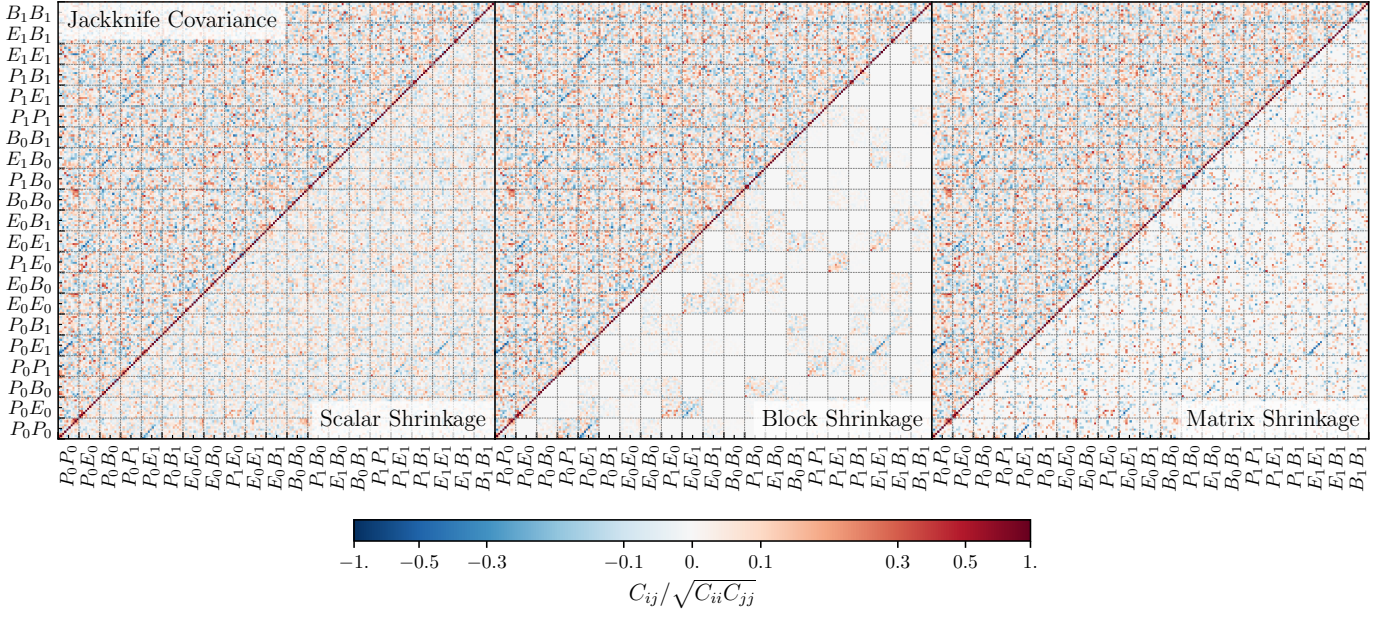 Jackknife Covariance
B₁B₁
E₁B₁
E₁E₁
P₁B₁
P₁E₁
P₁P₁
B₀B₁
E₁B₀
P₁B₀
B₀B₀
E₀B₁
E₀E₁
P₁E₀
E₀B₀
E₀E₀
P₀B₁
P₀E₁
P₀P₁
P₀B₀
P₀E₀
P₀P₀
Scalar Shrinkage
Block Shrinkage
Matrix Shrinkage
P₀P₀ P₀E₀ P₀B₀ P₀P₁ P₀E₁ P₀B₁ E₀E₀ E₀B₀ P₁E₀ E₀E₁ E₀B₁ B₀B₀ P₁B₀ E₁B₀ B₀B₁ P₁P₁ P₁E₁ P₁B₁ E₁E₁ E₁B₁ B₁B₁
P₀P₀ P₀E₀ P₀B₀ P₀P₁ P₀E₁ P₀B₁ E₀E₀ E₀B₀ P₁E₀ E₀E₁ E₀B₁ B₀B₀ P₁B₀ E₁B₀ B₀B₁ P₁P₁ P₁E₁ P₁B₁ E₁E₁ E₁B₁ B₁B₁
P₀P₀ P₀E₀ P₀B₀ P₀P₁ P₀E₁ P₀B₁ E₀E₀ E₀B₀ P₁E₀ E₀E₁ E₀B₁ B₀B₀ P₁B₀ E₁B₀ B₀B₁ P₁P₁ P₁E₁ P₁B₁ E₁E₁ E₁B₁ B₁B₁
−1. −0.5 −0.3 −0.1 0. 0.1 0.3 0.5 1.
Cᵢⱼ/√CᵢᵢCⱼⱼ